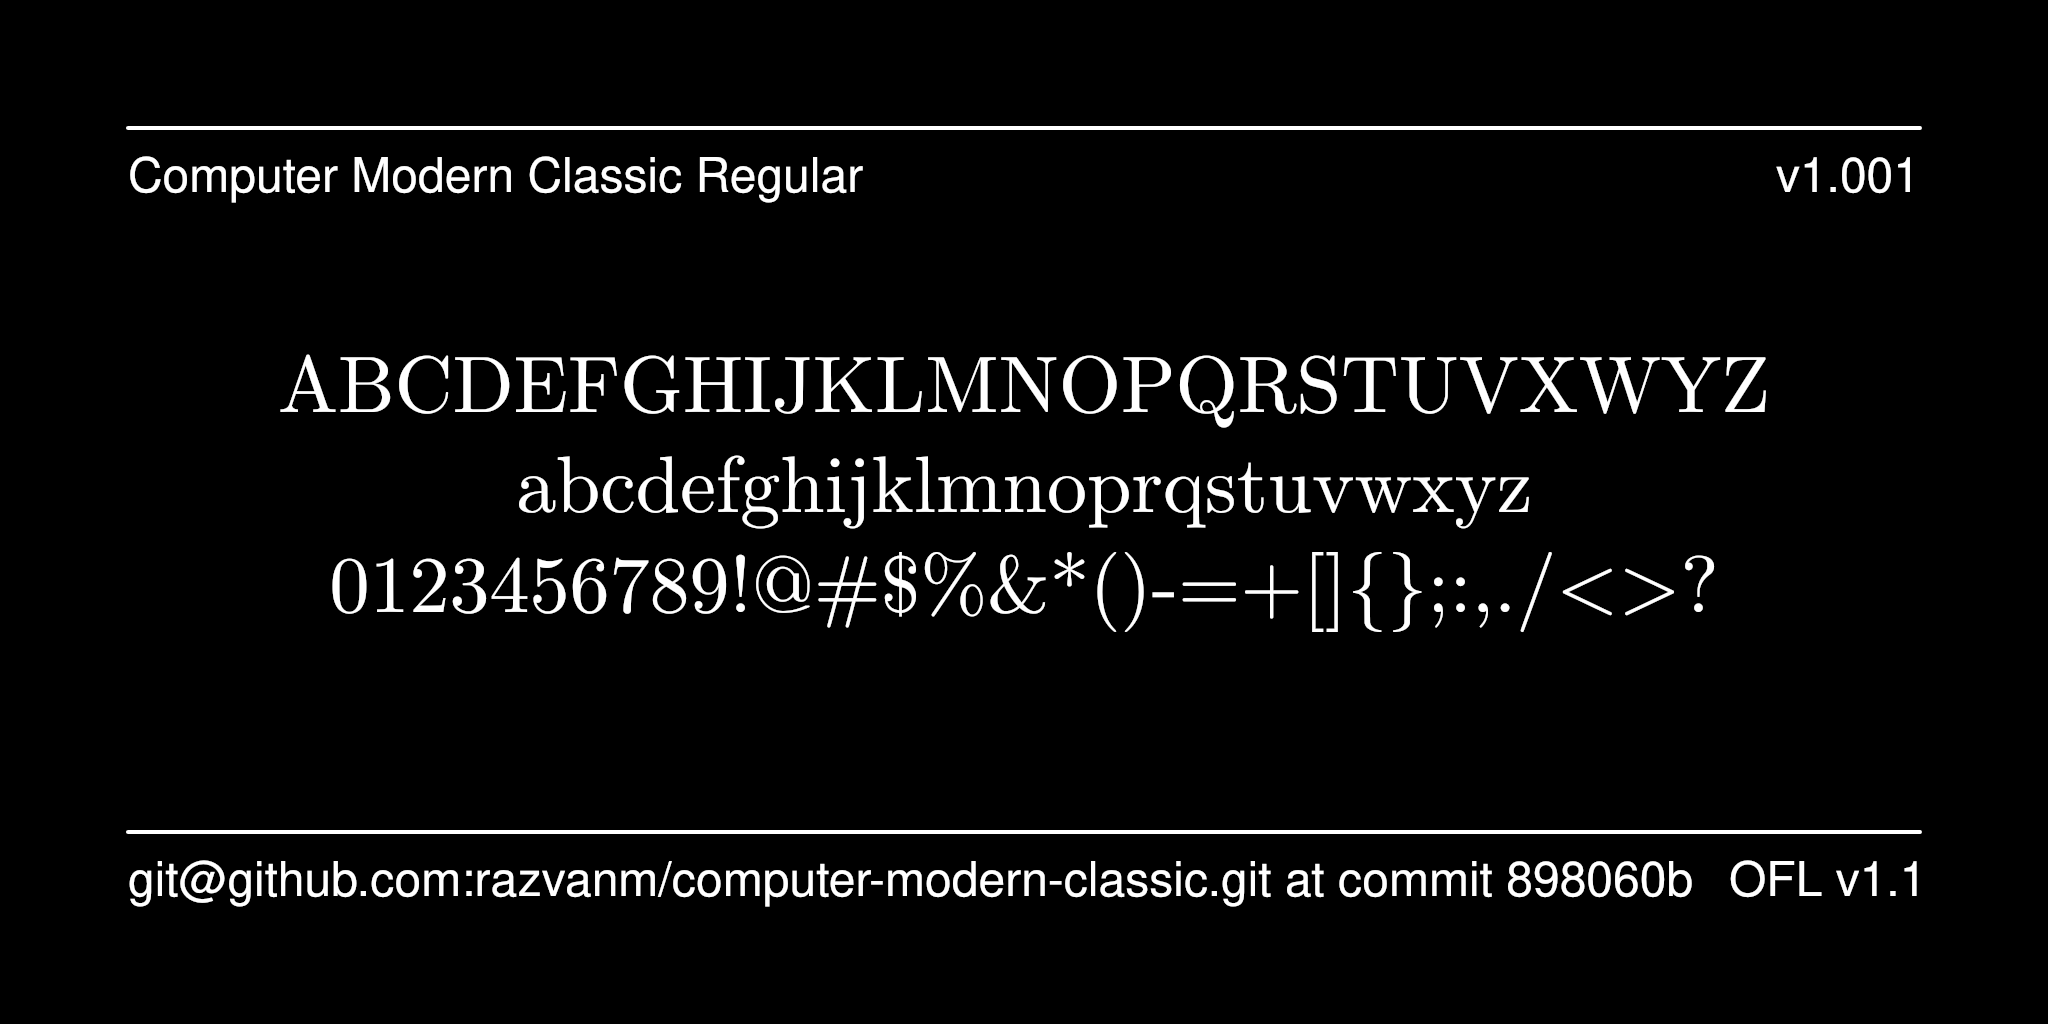 Computer Modern Classic Regular v1.001
ABCDEFGHIJKLMNOPQRSTUVXWYZ
abcdefghijklmnoprqstuvwxyz
0123456789!@#$%&*()-=+[]{};:,./<>?
git@github.com:razvanm/computer-modern-classic.git at commit 898060b OFL v1.1